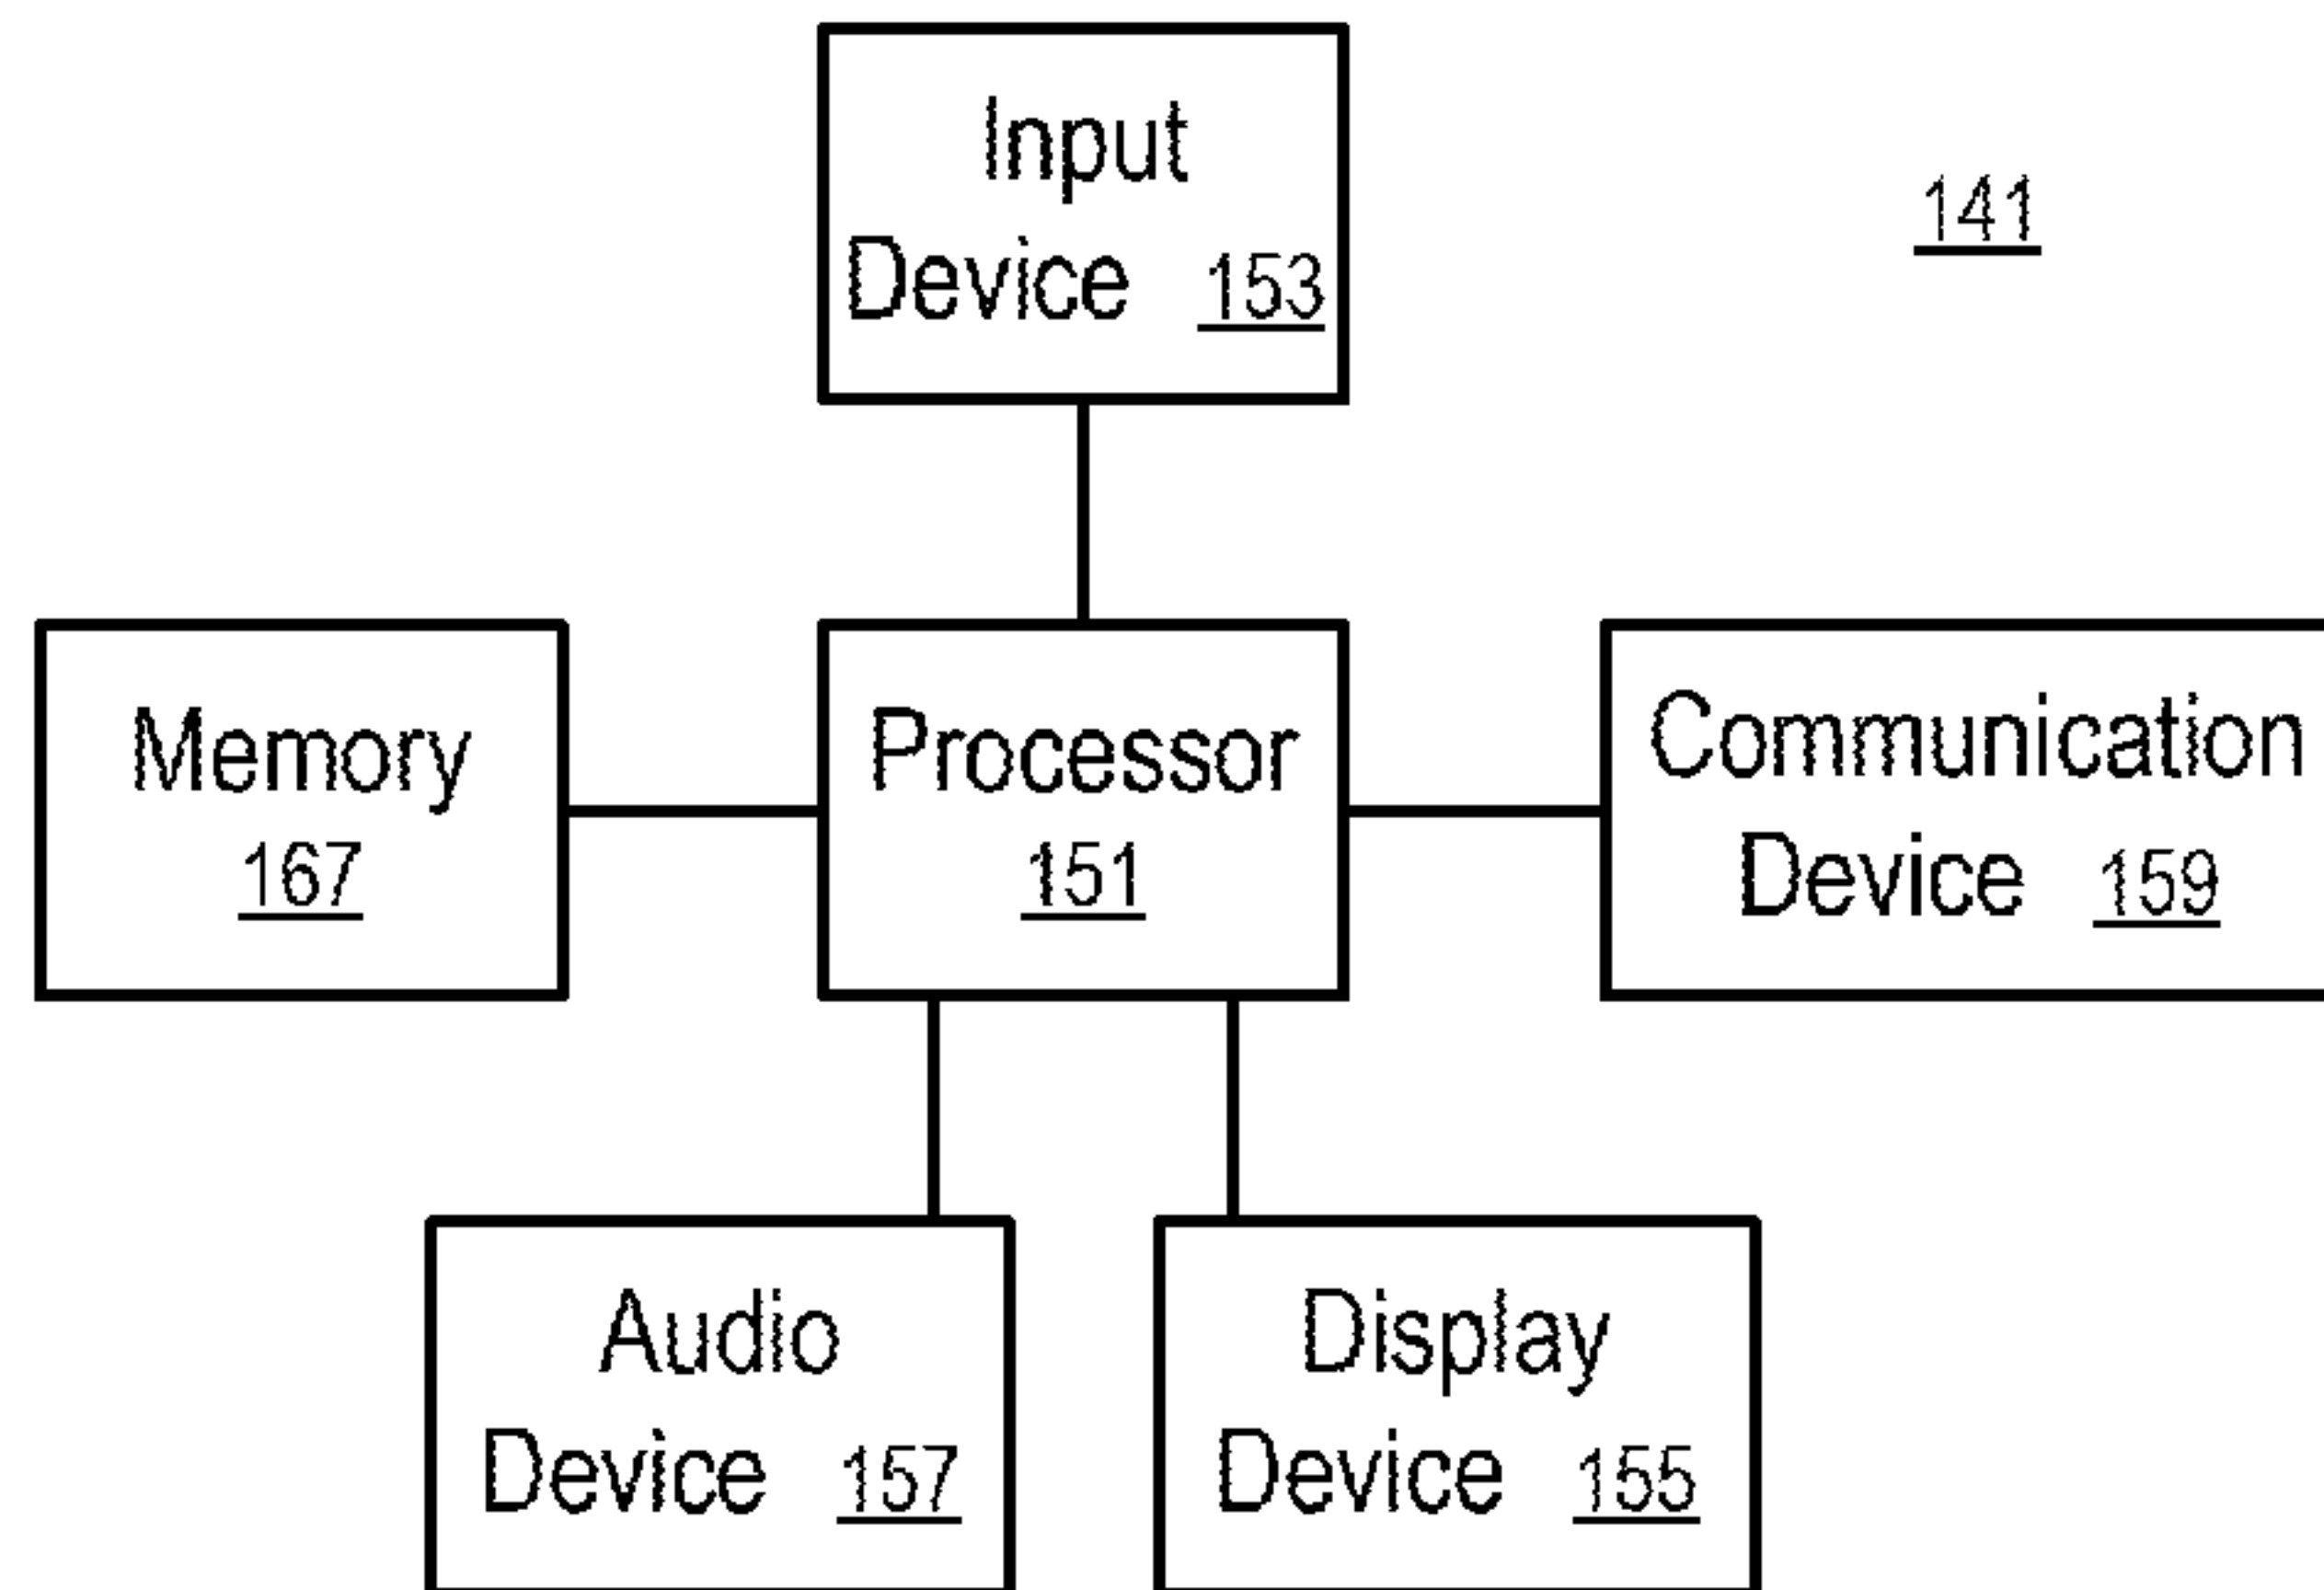 Input
Device 153
141
Memory
167
Processor
151
Communication
Device 159
Audio
Device 157
Display
Device 155